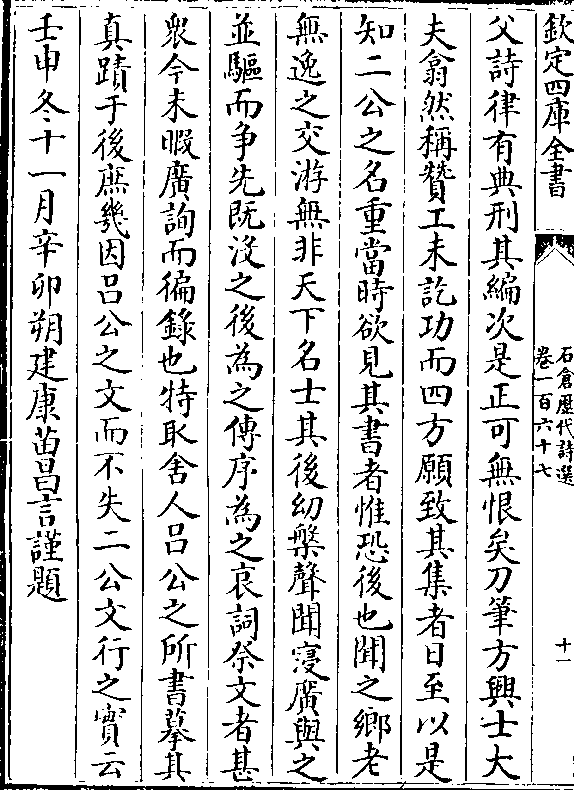 欽定四庫全書
石倉歷代詩選
卷一百六十七
十一
父詩律有典刑其編次是正可無恨矣刀筆方興士大
夫翕然稱贊工未訖功而四方願致其集者日至以是
知二公之名重當時欲見其書者惟恐後也聞之鄉老
無逸之交游無非天下名士其後幼槃聲聞寖廣與之
並驅而争先既沒之後為之傳序為之哀詞祭文者甚
衆今未暇廣詢而徧錄也特取舍人吕公之所書摹其
真蹟于後庶幾因吕公之文而不失二公文行之實云
壬申冬十一月辛卯朔建康苗昌言謹題